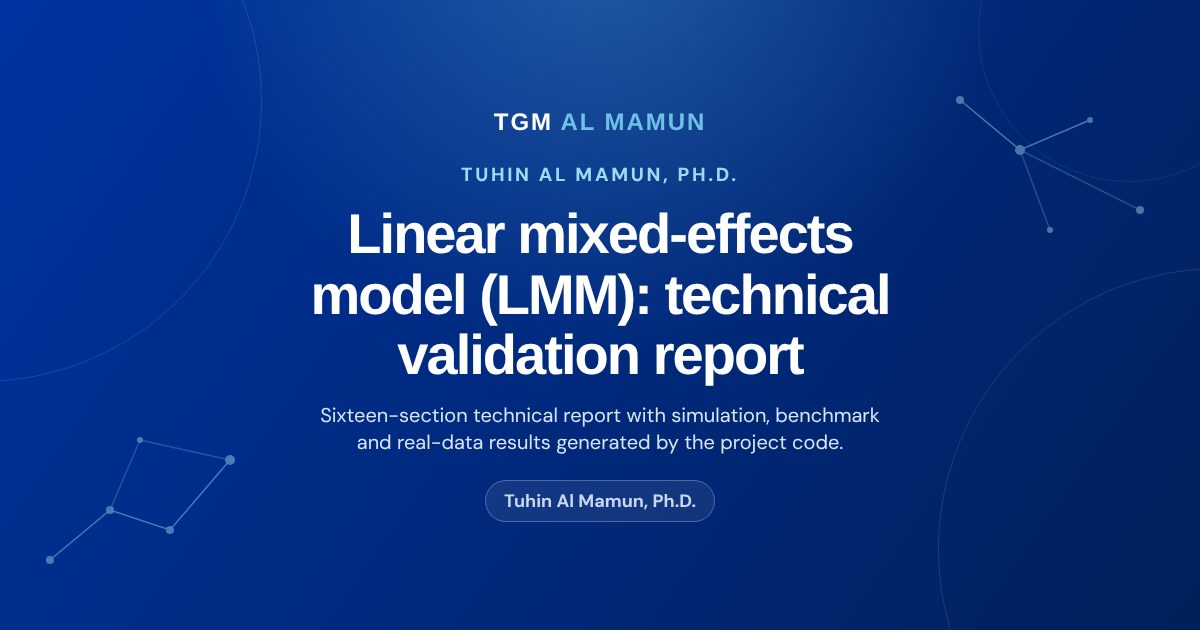 TGM AL MAMUN
TUHIN AL MAMUN, PH.D.
Linear mixed-effects
model (LMM): technical
validation report
Sixteen-section technical report with simulation, benchmark
and real-data results generated by the project code.
Tuhin Al Mamun, Ph.D.